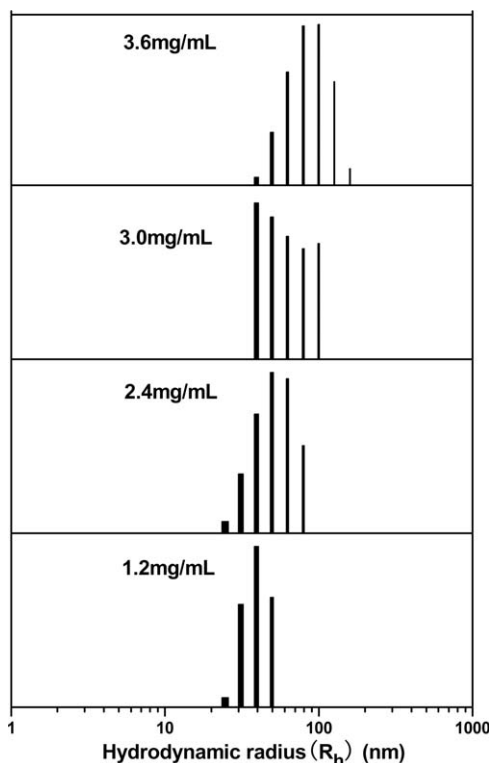 3.6mg/mL
3.0mg/mL
2.4mg/mL
1.2mg/mL
1 10 100 1000
Hydrodynamic radius（Rh）(nm)